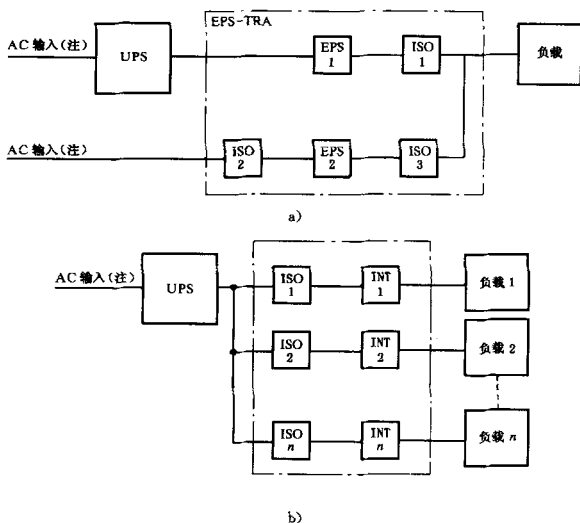 EPS-TRA
AC 输入(注)
UPS
EPS
1
ISO
1
负载
AC 输入(注)
ISO
2
EPS
2
ISO
3
a)
AC 输入(注)
UPS
ISO
1
INT
1
负载 1
ISO
2
INT
2
负载 2
ISO
n
INT
n
负载 n
b)